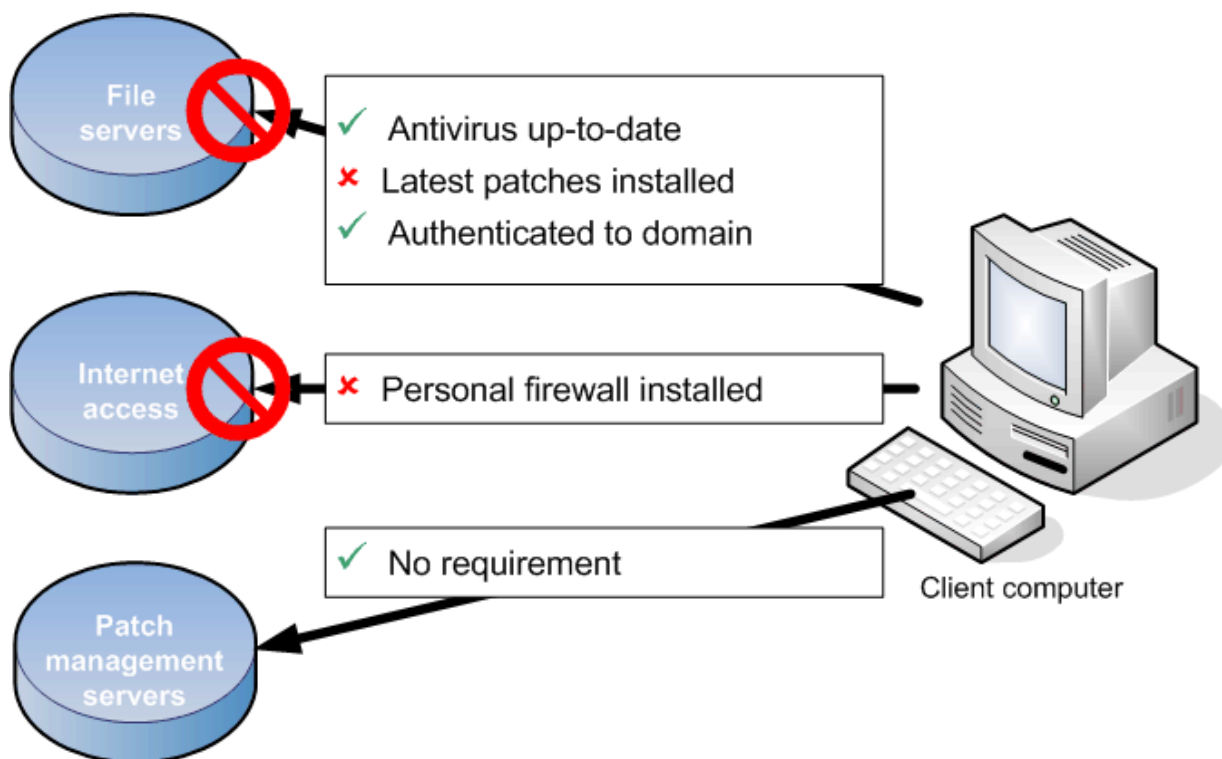 File
servers
Antivirus up-to-date
Latest patches installed
Authenticated to domain
Internet
access
Personal firewall installed
No requirement
Client computer
Patch
management
servers